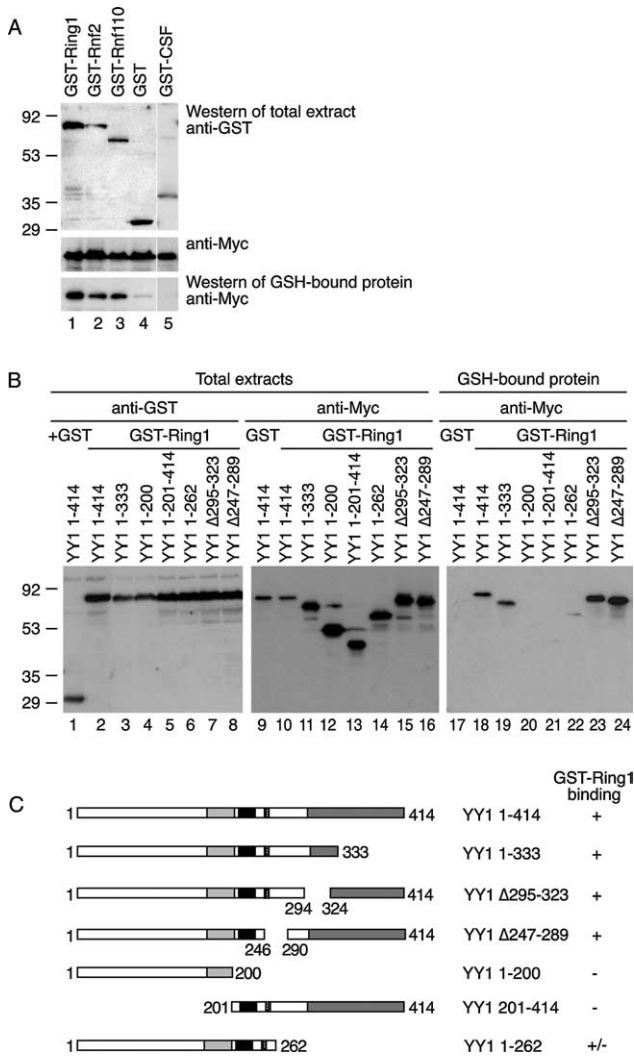 A
GST-Ring1
GST-Rnf2
GST-Rnf110
GST
GST-CSF
92
53
35
29
Western of total extract
anti-GST
anti-Myc
Western of GSH-bound protein
anti-Myc
1 2 3 4 5
B
Total extracts GSH-bound protein
anti-GST anti-Myc anti-Myc
+GST GST-Ring1 GST GST-Ring1 GST GST-Ring1
YY1 1-414
YY1 1-414
YY1 1-333
YY1 1-200
YY1 1-201-414
YY1 1-262
YY1 Δ295-323
YY1 Δ247-289
YY1 1-414
YY1 1-414
YY1 1-333
YY1 1-200
YY1 1-201-414
YY1 1-262
YY1 Δ295-323
YY1 Δ247-289
YY1 1-414
YY1 1-414
YY1 1-333
YY1 1-200
YY1 1-201-414
YY1 1-262
YY1 Δ295-323
YY1 Δ247-289
92
53
35
29
1 2 3 4 5 6 7 8 9 10 11 12 13 14 15 16 17 18 19 20 21 22 23 24
C
GST-Ring1
binding
1 414 YY1 1-414 +
1 333 YY1 1-333 +
1 294 324 414 YY1 Δ295-323 +
1 246 290 414 YY1 Δ247-289 +
1 200 YY1 1-200 -
201 414 YY1 201-414 -
1 262 YY1 1-262 +/-